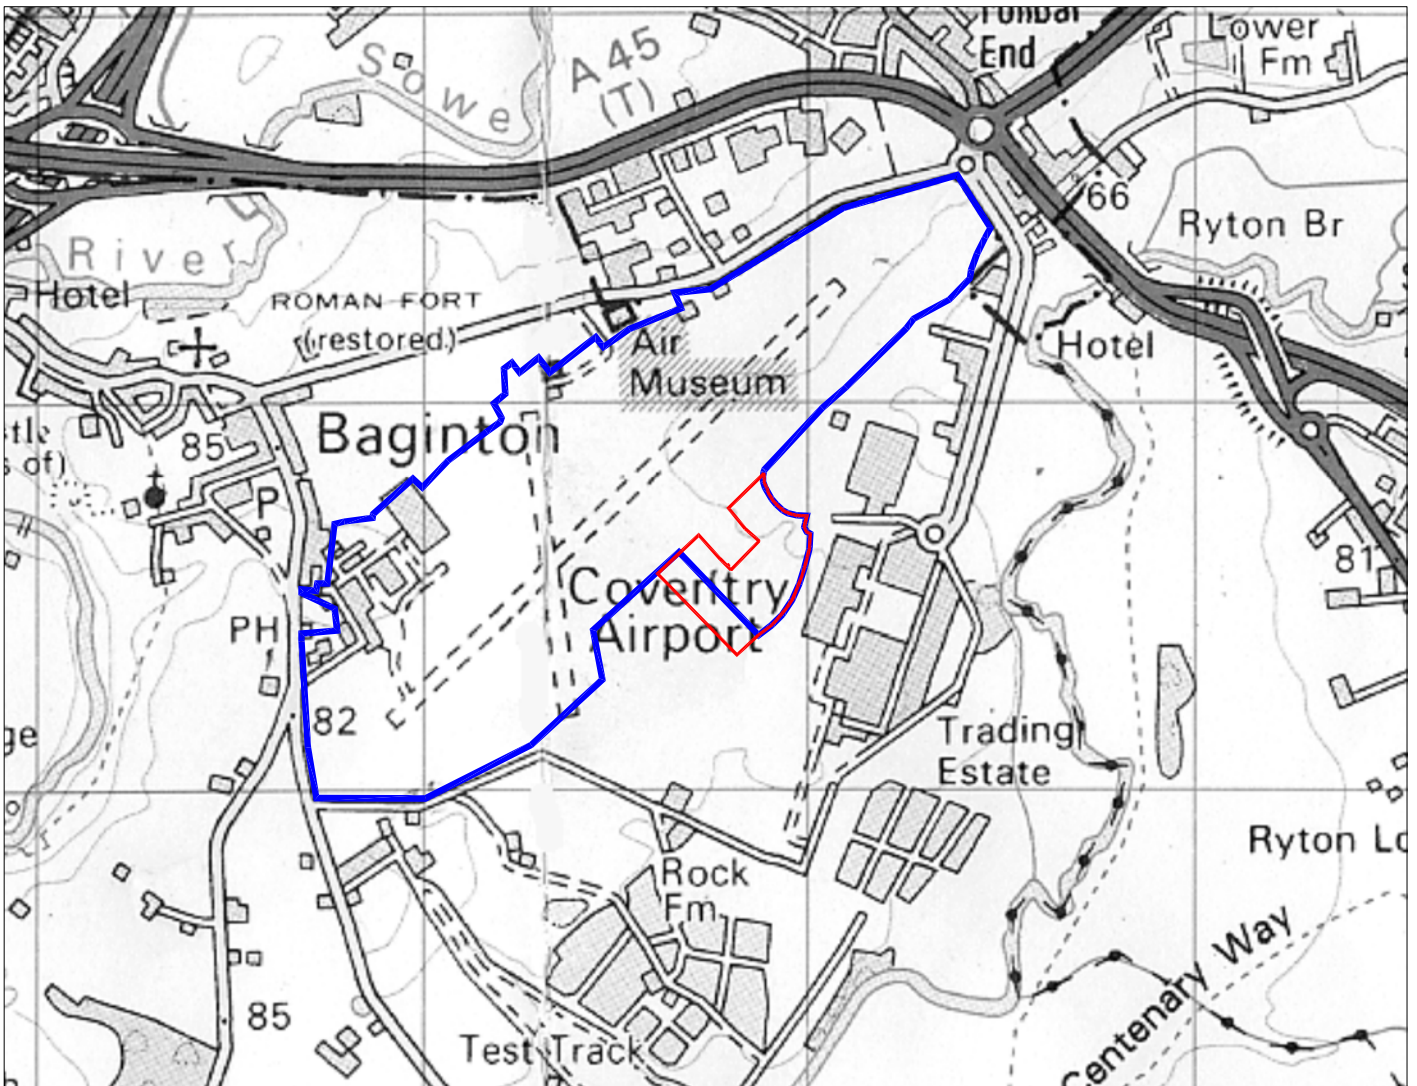 Tollbar
End
Lower
Fm
Sowe
A 45
(T)
66
Ryton Br
River
Hotel
ROMAN FORT
(restored)
Air
Museum
Hotel
Baginton
85
P
81
Coventry
Airport
PH
82
Trading
Estate
Ryton
Rock
Fm
85
Centenary Way
Test Track